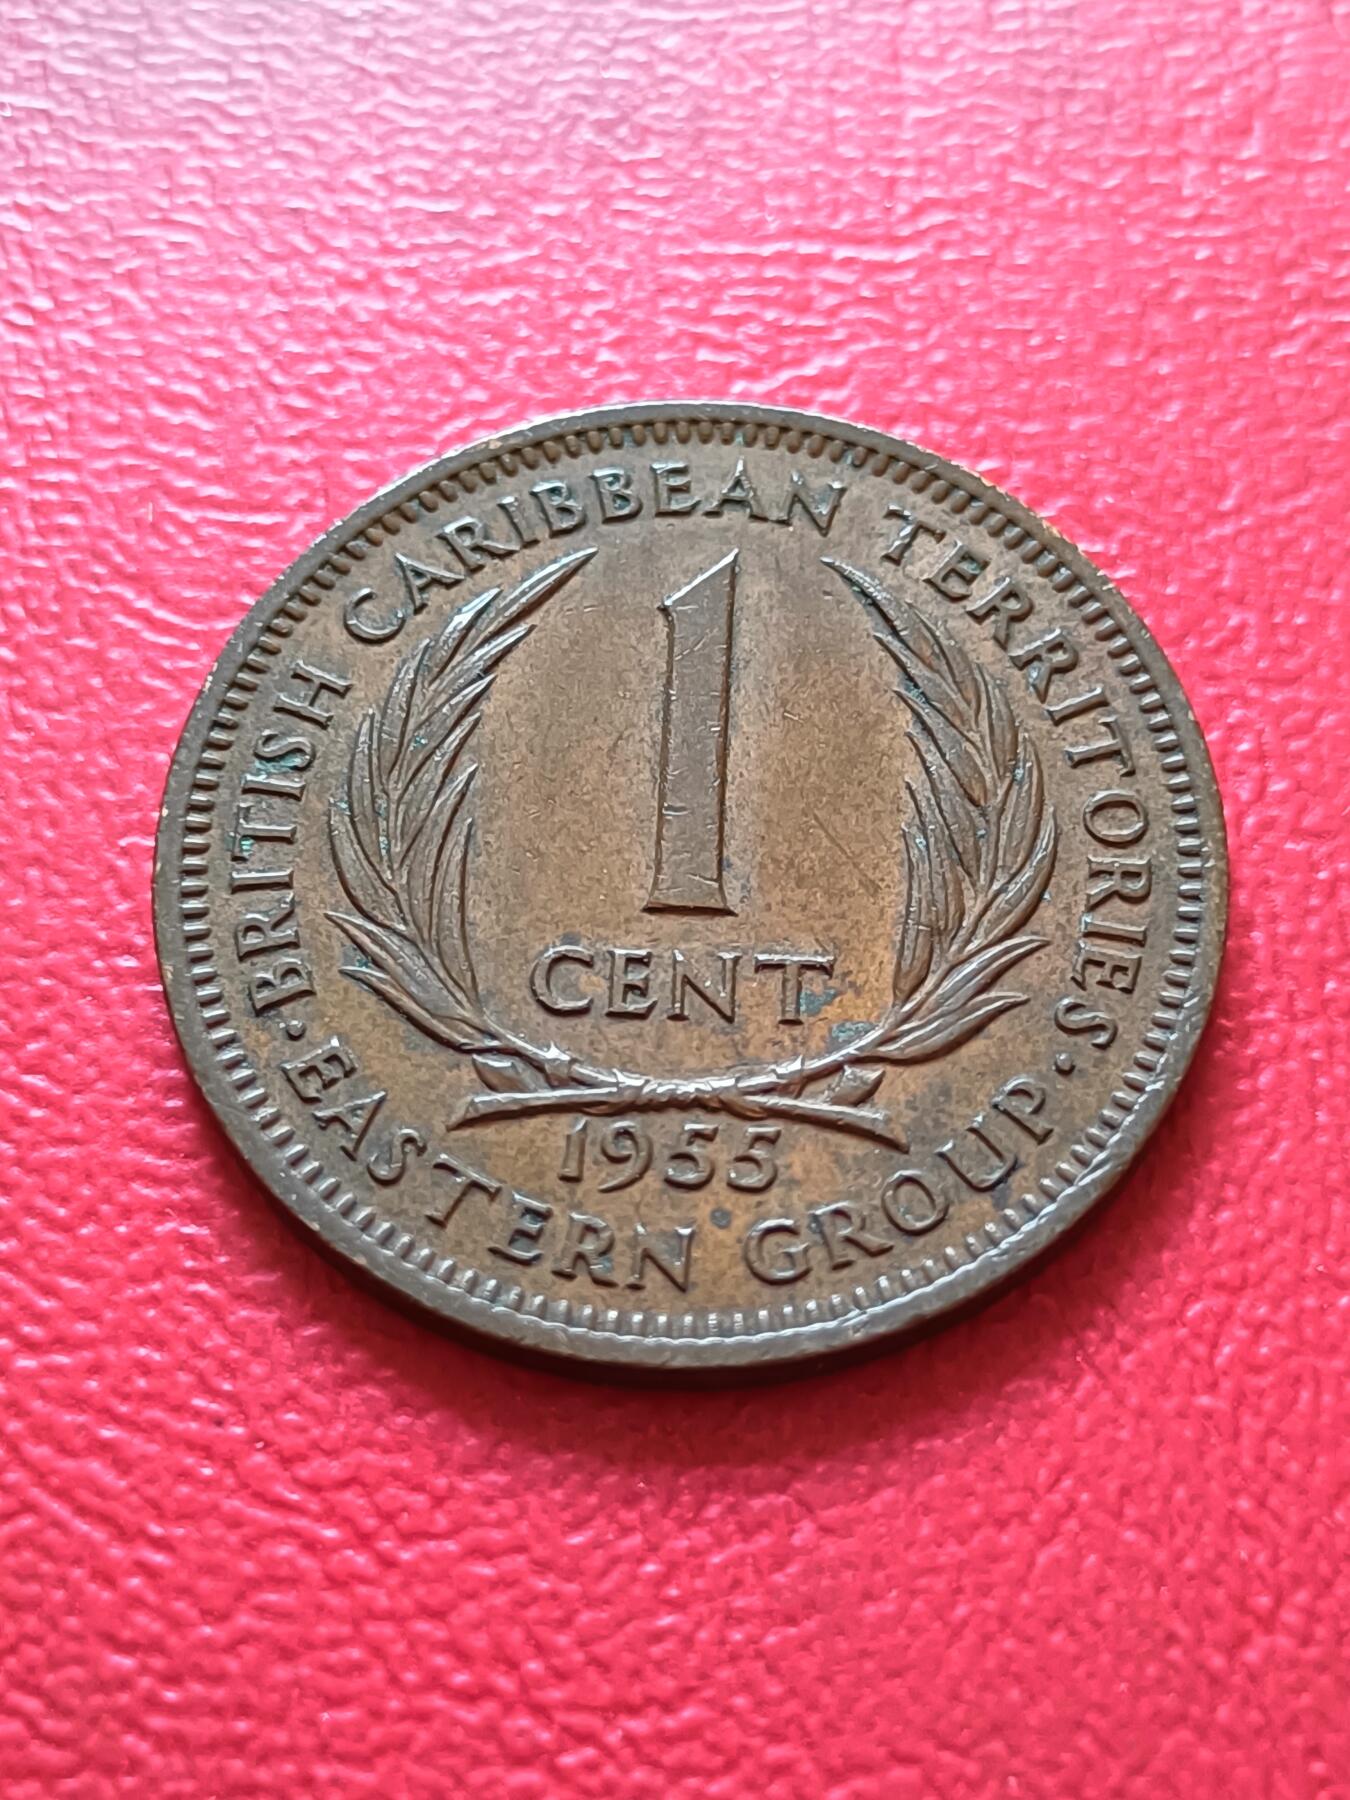 BRITISH CARIBBEAN TERRITORIES
1
CENT
1955
· EASTERN GROUP ·